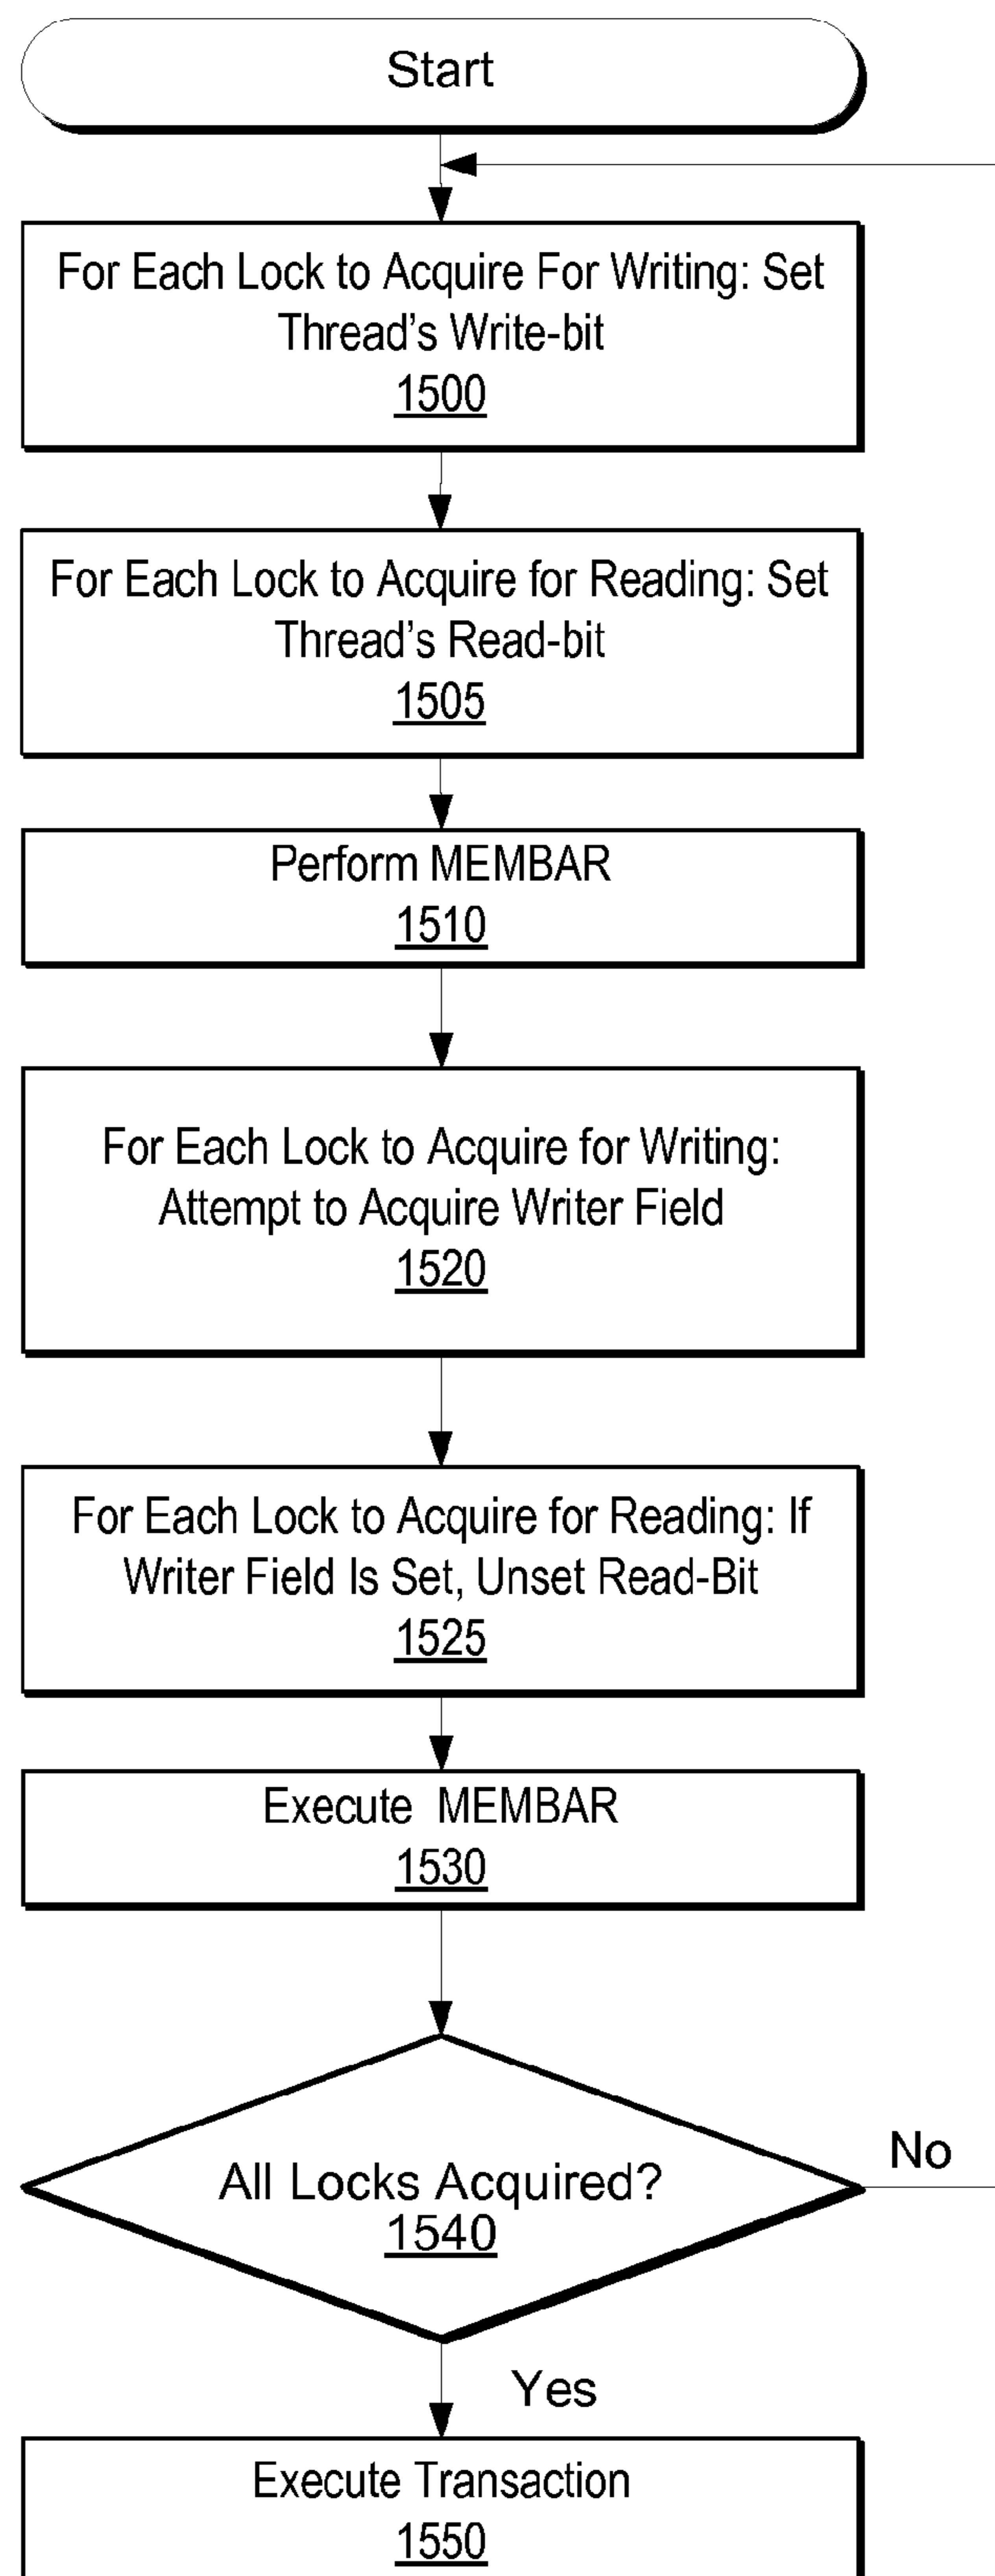 Start
For Each Lock to Acquire For Writing: Set
Thread's Write-bit
1500
For Each Lock to Acquire for Reading: Set
Thread's Read-bit
1505
Perform MEMBAR
1510
For Each Lock to Acquire for Writing:
Attempt to Acquire Writer Field
1520
For Each Lock to Acquire for Reading: If
Writer Field Is Set, Unset Read-Bit
1525
Execute MEMBAR
1530
No
All Locks Acquired?
1540
Yes
Execute Transaction
1550